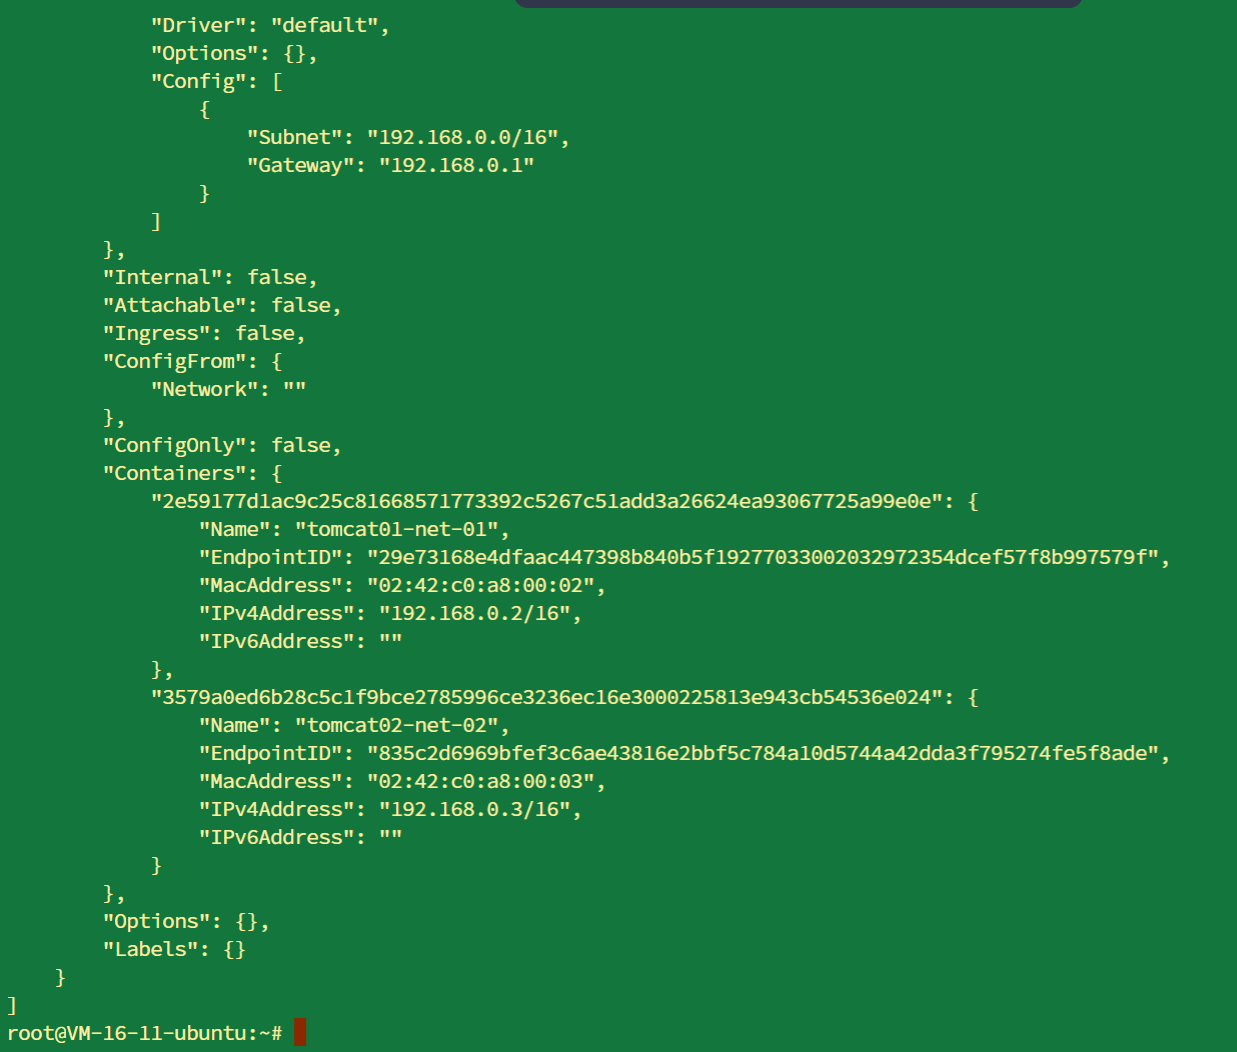 "Driver": "default",
"Options": {},
"Config": [
{
"Subnet": "192.168.0.0/16",
"Gateway": "192.168.0.1"
}
]
},
"Internal": false,
"Attachable": false,
"Ingress": false,
"ConfigFrom": {
"Network": ""
},
"ConfigOnly": false,
"Containers": {
"2e59177d1ac9c25c81668571773392c5267c51add3a26624ea93067725a99e0e": {
"Name": "tomcat01-net-01",
"EndpointID": "29e73168e4dfaac447398b840b5f19277033002032972354dcef57f8b997579f",
"MacAddress": "02:42:c0:a8:00:02",
"IPv4Address": "192.168.0.2/16",
"IPv6Address": ""
},
"3579a0ed6b28c5c1f9bce2785996ce3236ec16e3000225813e943cb54536e024": {
"Name": "tomcat02-net-02",
"EndpointID": "835c2d6969bfef3c6ae43816e2bbf5c784a10d5744a42dda3f795274fe5f8ade",
"MacAddress": "02:42:c0:a8:00:03",
"IPv4Address": "192.168.0.3/16",
"IPv6Address": ""
}
},
"Options": {},
"Labels": {}
}
]
root@VM-16-11-ubuntu:~#